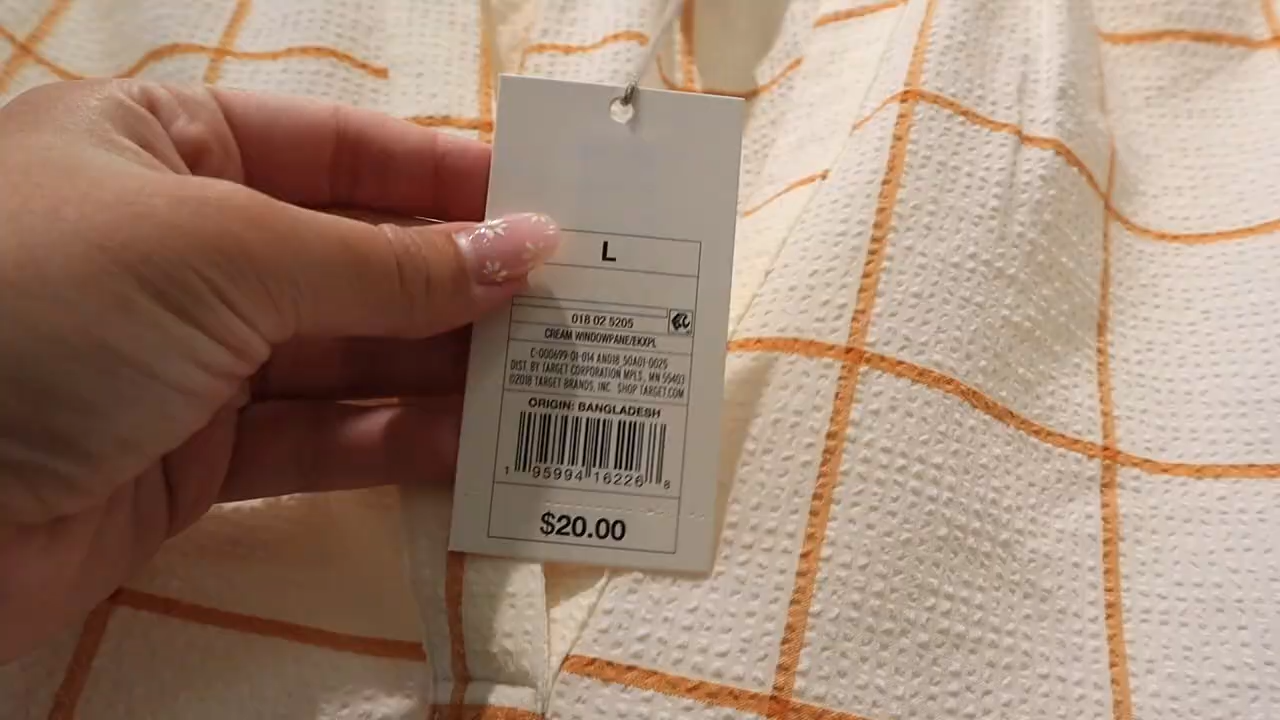 L
018 02 5205
CREAM WINDOWPANE/EKXPL
C-000699-01-014 AN018 50A01-0025
DIST. BY TARGET CORPORATION MPLS, MN 55403
©2018 TARGET BRANDS, INC. SHOP TARGET.COM
ORIGIN: BANGLADESH
1 95994 16226 8
$20.00